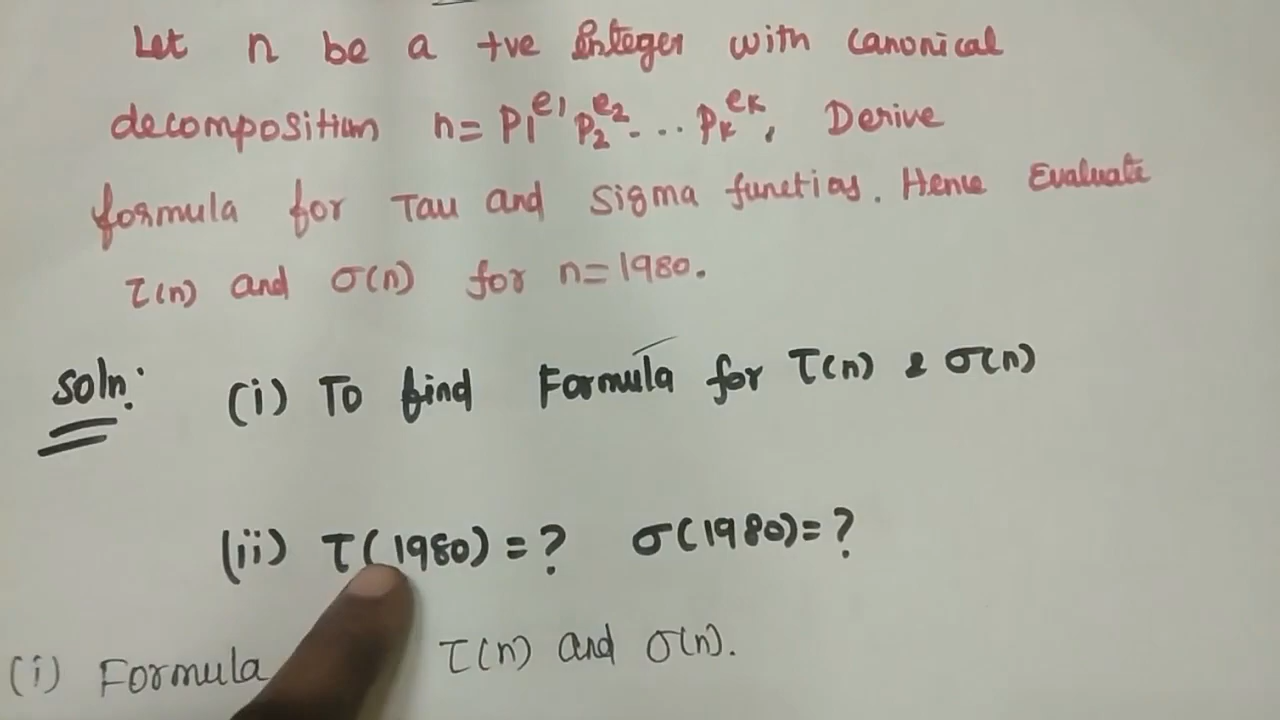 Let n be a +ve Integer with canonical
decomposition n= P1^e1 P2^e2 ... Pk^ek, Derive
formula for Tau and Sigma functios. Hence Evaluate
τ(n) and σ(n) for n=1980.
Soln: (i) To find Formula for τ(n) & σ(n)
(ii) τ(1980)=? σ(1980)=?
(i) Formula τ(n) and σ(n).